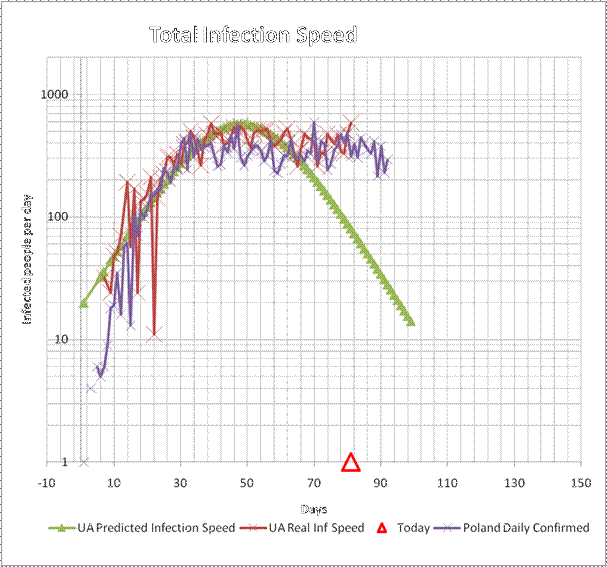 Total Infection Speed
Infected people per day
1000
100
10
1
-10 10 30 50 70 90 110 130 150
Days
UA Predicted Infection Speed UA Real Inf Speed Today Poland Daily Confirmed